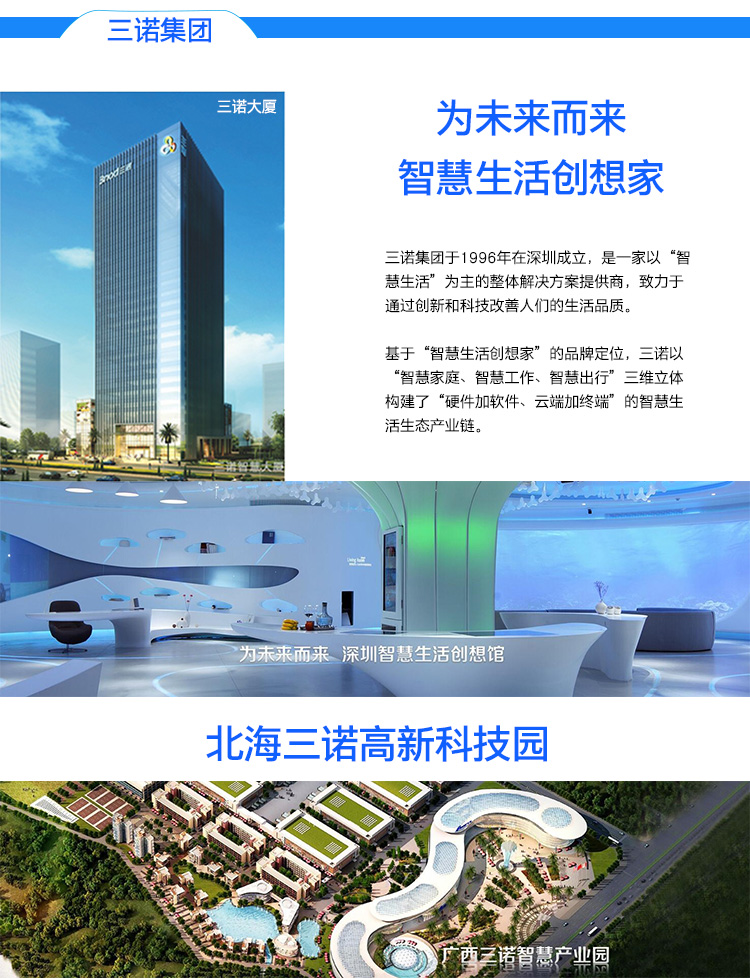 三诺集团
三诺大厦
3nod三诺
为未来而来
智慧生活创想家
三诺集团于1996年在深圳成立，是一家以“智
慧生活”为主的整体解决方案提供商，致力于
通过创新和科技改善人们的生活品质。
基于“智慧生活创想家”的品牌定位，三诺以
“智慧家庭、智慧工作、智慧出行”三维立体
构建了“硬件加软件、云端加终端”的智慧生
活生态产业链。
为未来而来 深圳智慧生活创想馆
北海三诺高新科技园
广西三诺智慧产业园